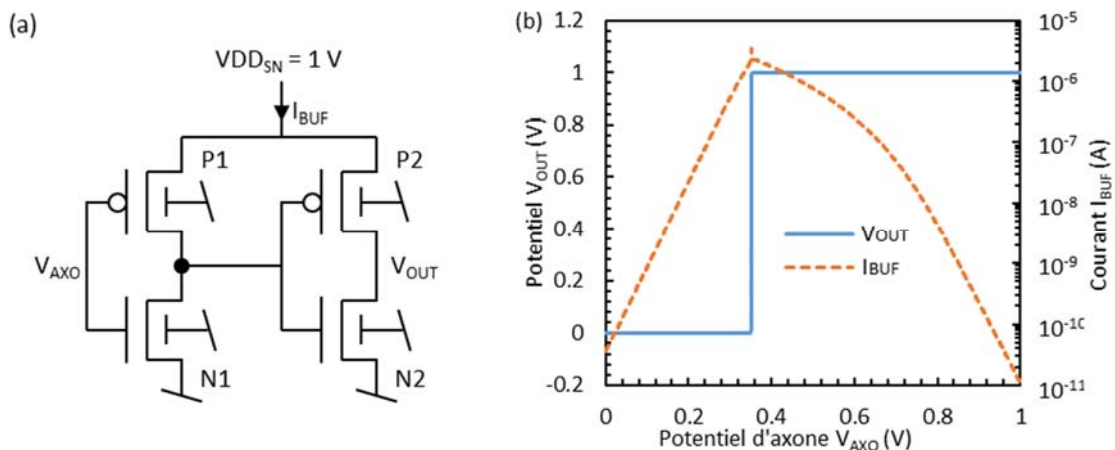 (a)
VDD_SN = 1 V
I_BUF
P1
P2
V_AXO
V_OUT
N1
N2
(b)
Potentiel V_OUT (V)
1.2
1
0.8
0.6
0.4
0.2
0
-0.2
VOUT
IBUF
10^-5
10^-6
10^-7
10^-8
10^-9
10^-10
10^-11
Courant I_BUF (A)
0
0.2
0.4
0.6
0.8
1
Potentiel d'axone V_AXO (V)